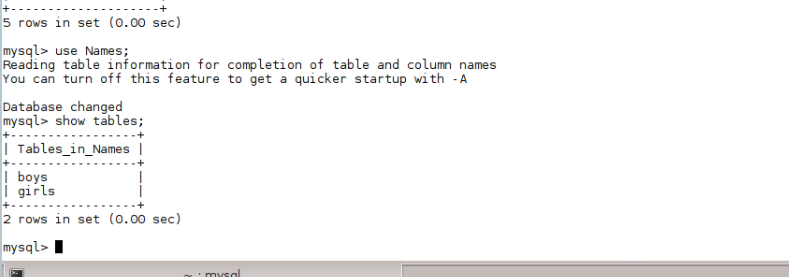 +--------------------+
5 rows in set (0.00 sec)
mysql> use Names;
Reading table information for completion of table and column names
You can turn off this feature to get a quicker startup with -A
Database changed
mysql> show tables;
+-----------------+
| Tables_in_Names |
+-----------------+
| boys            |
| girls           |
+-----------------+
2 rows in set (0.00 sec)
mysql>
~ : mysql